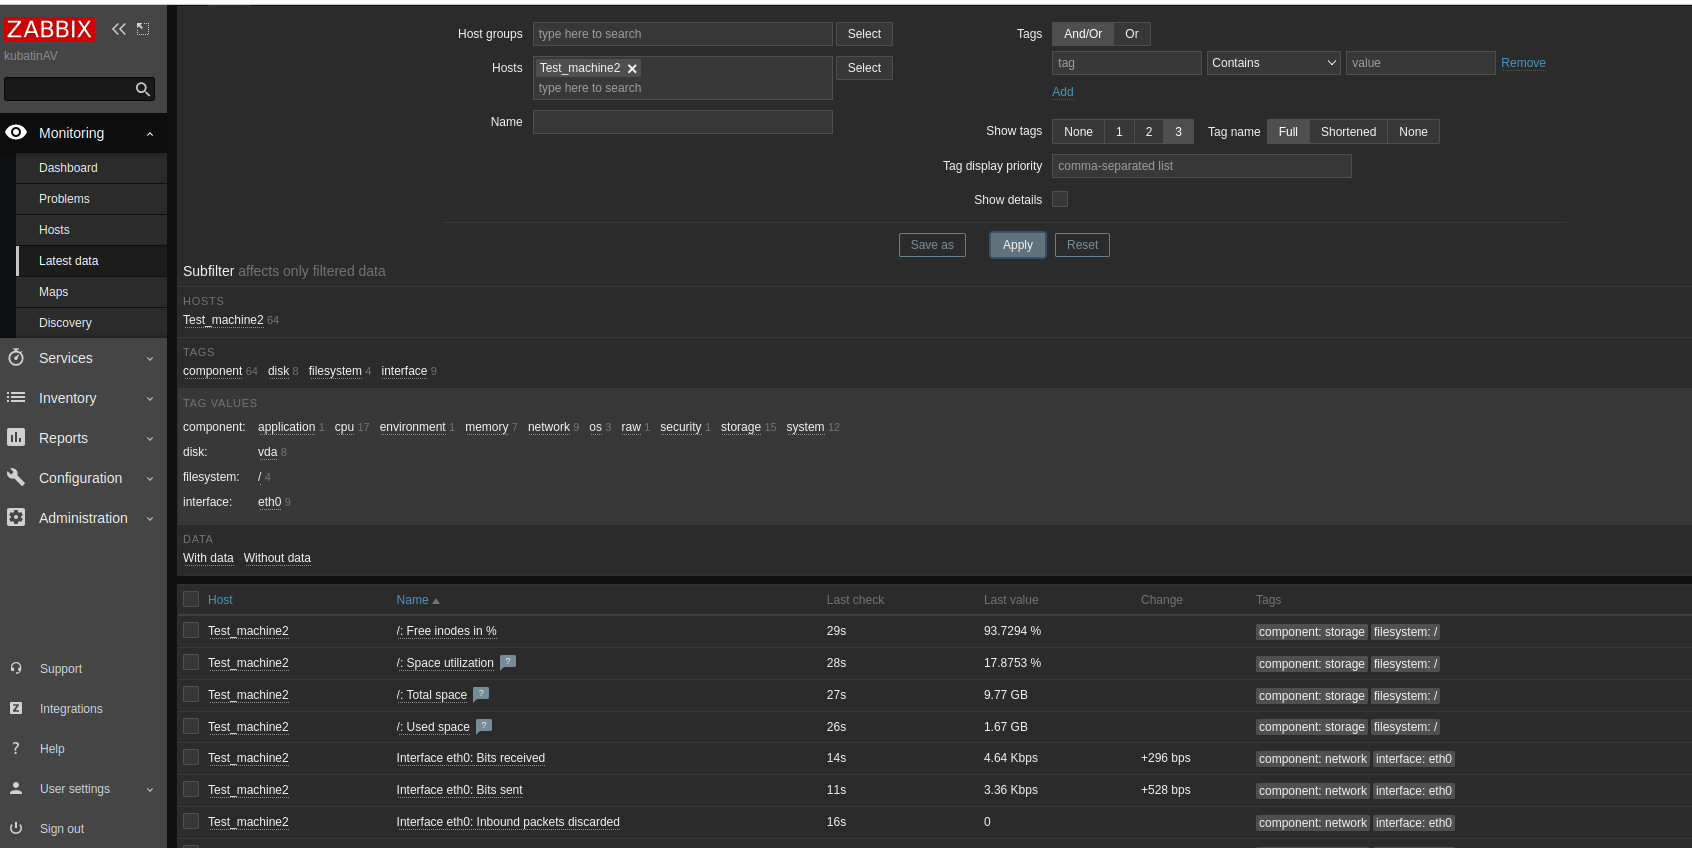 ZABBIX
kubatinAV
Monitoring
Dashboard
Problems
Hosts
Latest data
Maps
Discovery
Services
Inventory
Reports
Configuration
Administration
Support
Integrations
Help
User settings
Sign out
Host groups type here to search Select
Hosts Test_machine2 Select
type here to search
Name
Tags And/Or Or
tag Contains value Remove
Add
Show tags None 1 2 3 Tag name Full Shortened None
Tag display priority comma-separated list
Show details
Save as Apply Reset
Subfilter affects only filtered data
HOSTS
Test_machine2 64
TAGS
component 64 disk 8 filesystem 4 interface 9
TAG VALUES
component: application 1 cpu 17 environment 1 memory 7 network 9 os 3 raw 1 security 1 storage 15 system 12
disk: vda 8
filesystem: / 4
interface: eth0 9
DATA
With data Without data
Host Name Last check Last value Change Tags
Test_machine2 /: Free inodes in % 29s 93.7294 % component: storage filesystem: /
Test_machine2 /: Space utilization ? 28s 17.8753 % component: storage filesystem: /
Test_machine2 /: Total space ? 27s 9.77 GB component: storage filesystem: /
Test_machine2 /: Used space ? 26s 1.67 GB component: storage filesystem: /
Test_machine2 Interface eth0: Bits received 14s 4.64 Kbps +296 bps component: network interface: eth0
Test_machine2 Interface eth0: Bits sent 11s 3.36 Kbps +528 bps component: network interface: eth0
Test_machine2 Interface eth0: Inbound packets discarded 16s 0 component: network interface: eth0